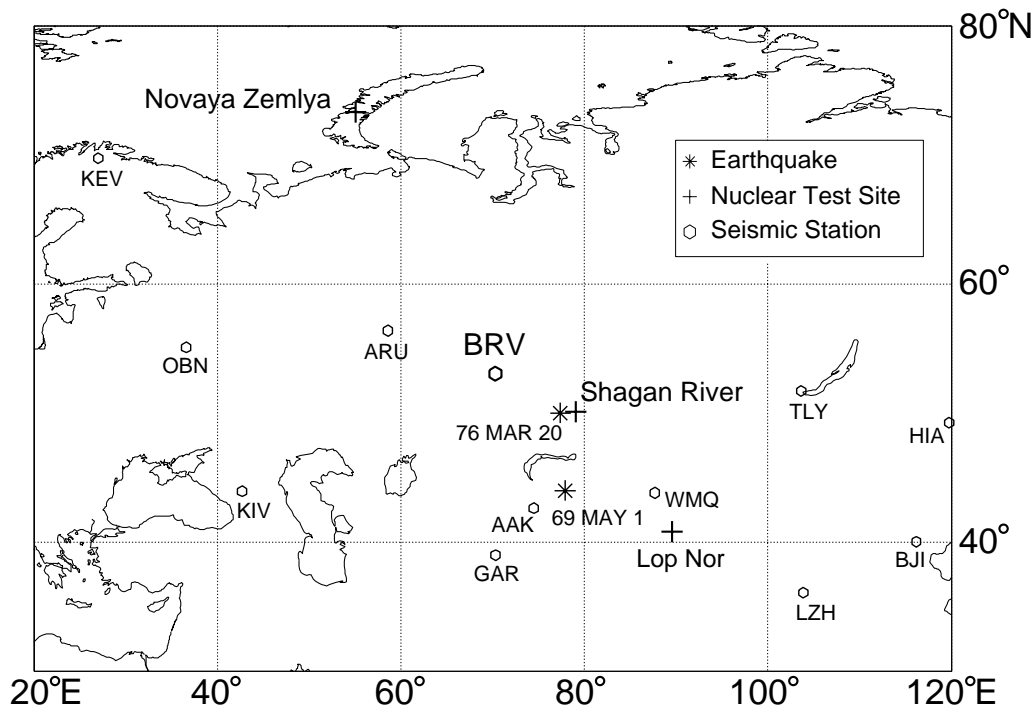 80°N
Novaya Zemlya
KEV
Earthquake
Nuclear Test Site
Seismic Station
60°
OBN
ARU
BRV
Shagan River
76 MAR 20
TLY
HIA
KIV
AAK
69 MAY 1
WMQ
40°
GAR
Lop Nor
BJI
LZH
20°E
40°
60°
80°
100°
120°E